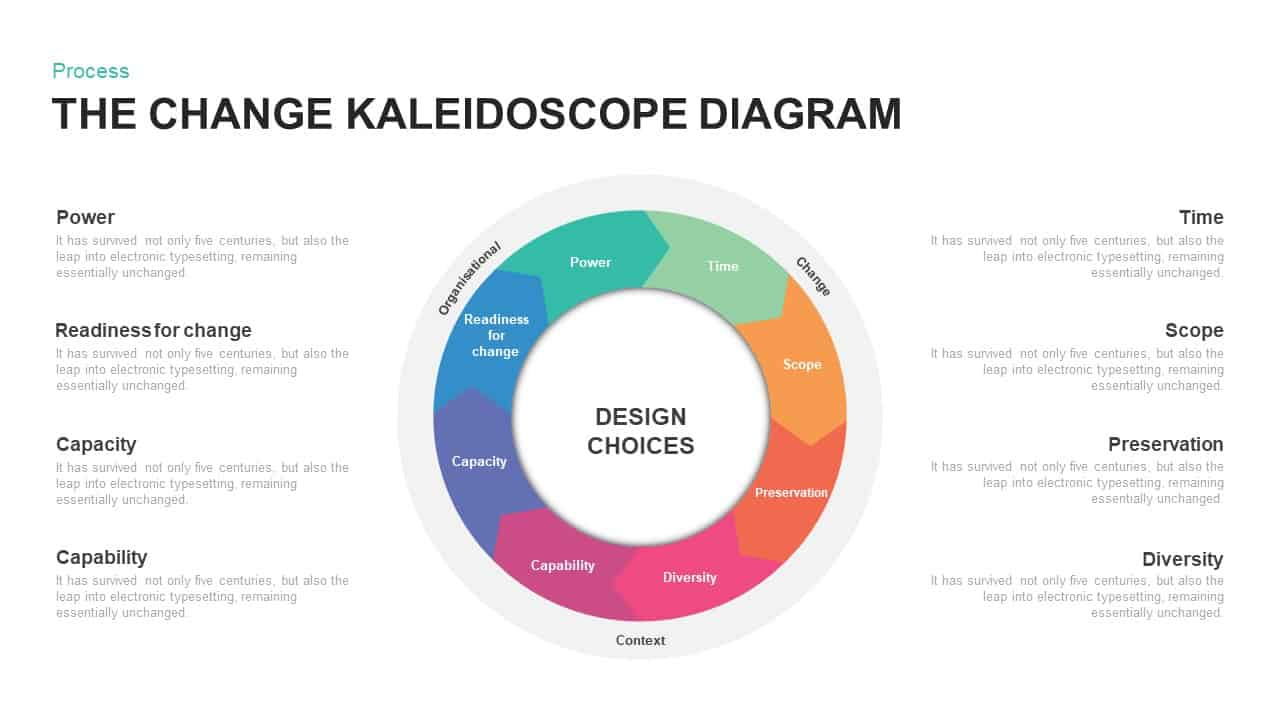 Process
THE CHANGE KALEIDOSCOPE DIAGRAM
Power
It has survived not only five centuries, but also the
leap into electronic typesetting, remaining
essentially unchanged.
Readiness for change
It has survived not only five centuries, but also the
leap into electronic typesetting, remaining
essentially unchanged.
Capacity
It has survived not only five centuries, but also the
leap into electronic typesetting, remaining
essentially unchanged.
Capability
It has survived not only five centuries, but also the
leap into electronic typesetting, remaining
essentially unchanged.
Organisational
Change
Context
Power
Time
Scope
Preservation
Diversity
Capability
Capacity
Readiness
for
change
DESIGN
CHOICES
Time
It has survived not only five centuries, but also the
leap into electronic typesetting, remaining
essentially unchanged.
Scope
It has survived not only five centuries, but also the
leap into electronic typesetting, remaining
essentially unchanged.
Preservation
It has survived not only five centuries, but also the
leap into electronic typesetting, remaining
essentially unchanged.
Diversity
It has survived not only five centuries, but also the
leap into electronic typesetting, remaining
essentially unchanged.